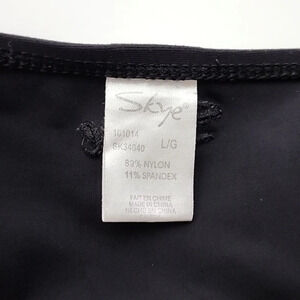 Skye
101014
SK34040 L/G
89% NYLON
11% SPANDEX
FAIT EN CHINE
MADE IN CHINA
HECHO EN CHINA